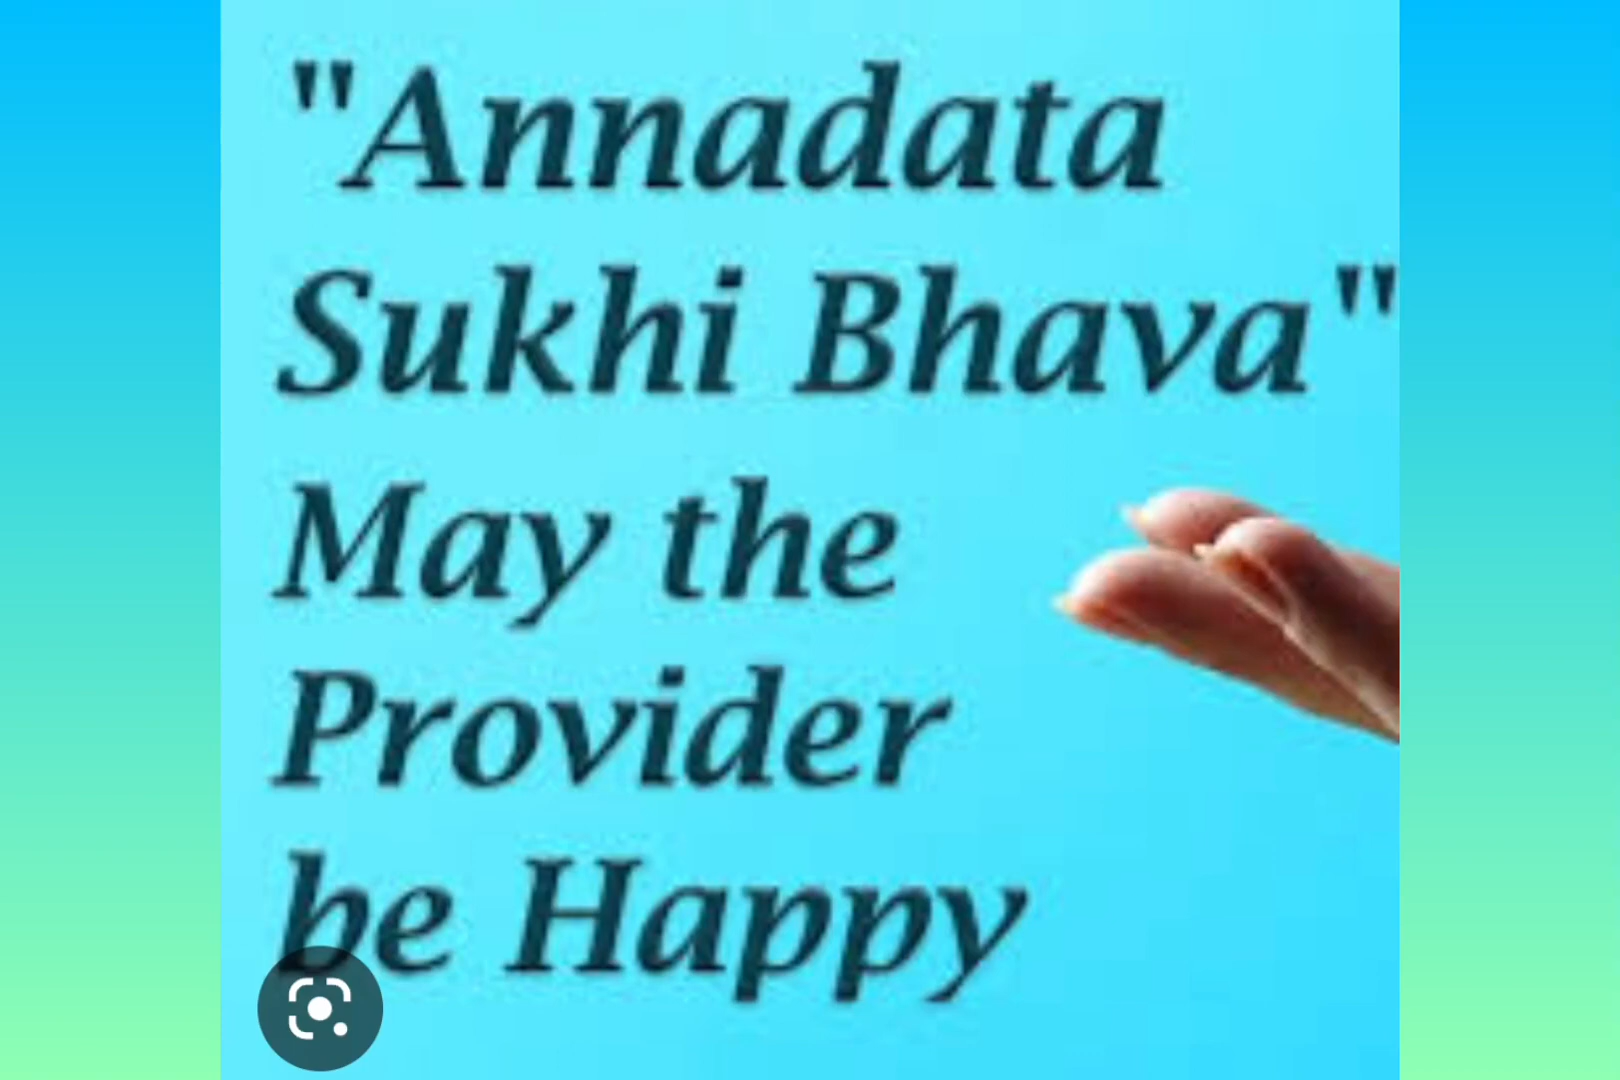 "Annadata
Sukhi Bhava"
May the
Provider
be Happy